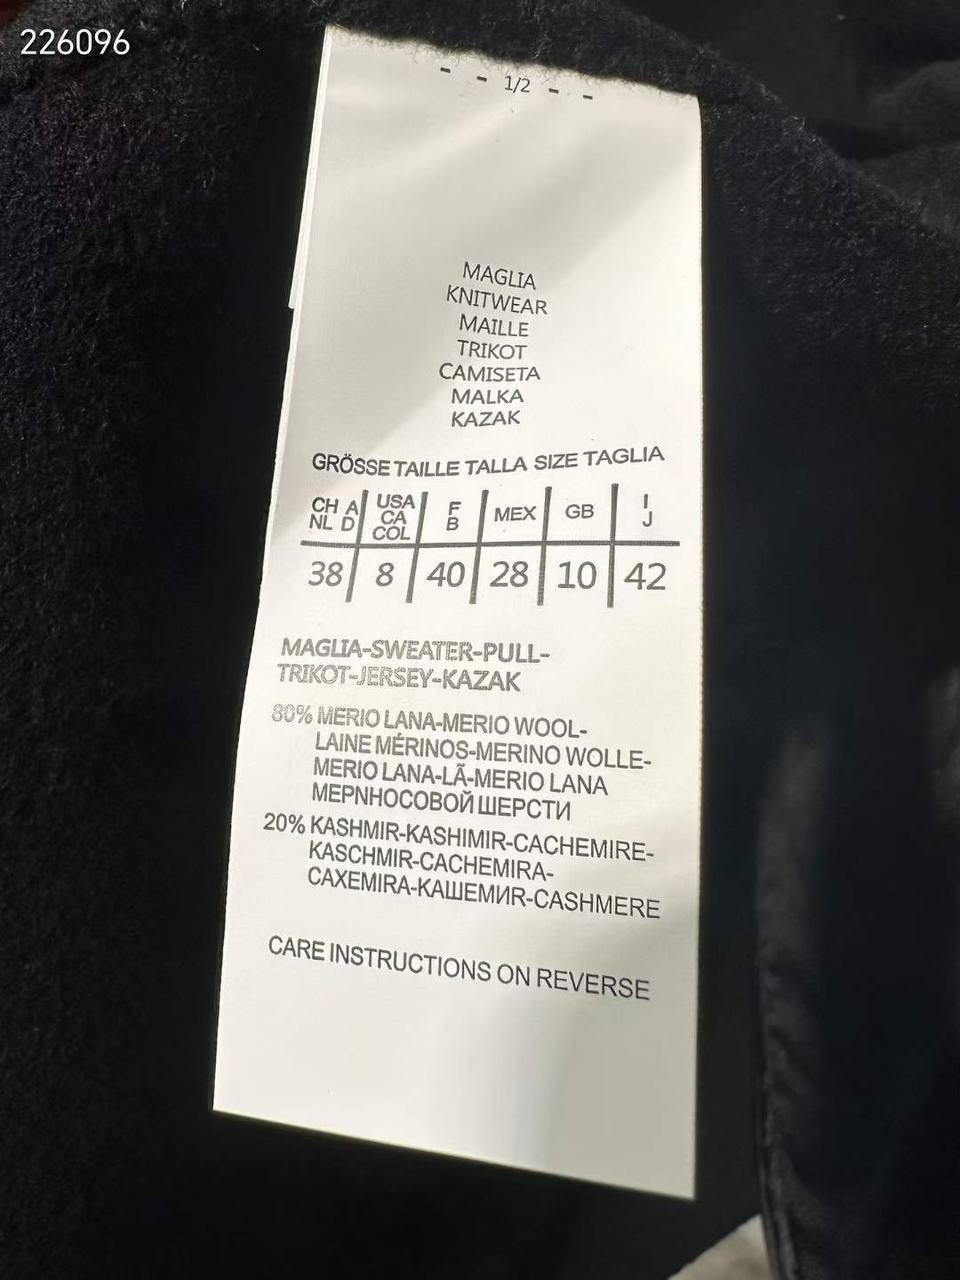 226096
- - 1/2 - -
MAGLIA
KNITWEAR
MAILLE
TRIKOT
CAMISETA
MALKA
KAZAK
GRÖSSE TAILLE TALLA SIZE TAGLIA
CH A USA F MEX GB I
NL D CA B J
COL
38 8 40 28 10 42
MAGLIA-SWEATER-PULL-
TRIKOT-JERSEY-KAZAK
80% MERIO LANA-MERIO WOOL-
LAINE MÉRINOS-MERINO WOLLE-
MERIO LANA-LÃ-MERIO LANA
МЕРNНОСОВОЙ ШЕРСТИ
20% KASHMIR-KASHIMIR-CACHEMIRE-
KASCHMIR-CACHEMIRA-
CAXEMIRA-КАШЕМИR-CASHMERE
CARE INSTRUCTIONS ON REVERSE